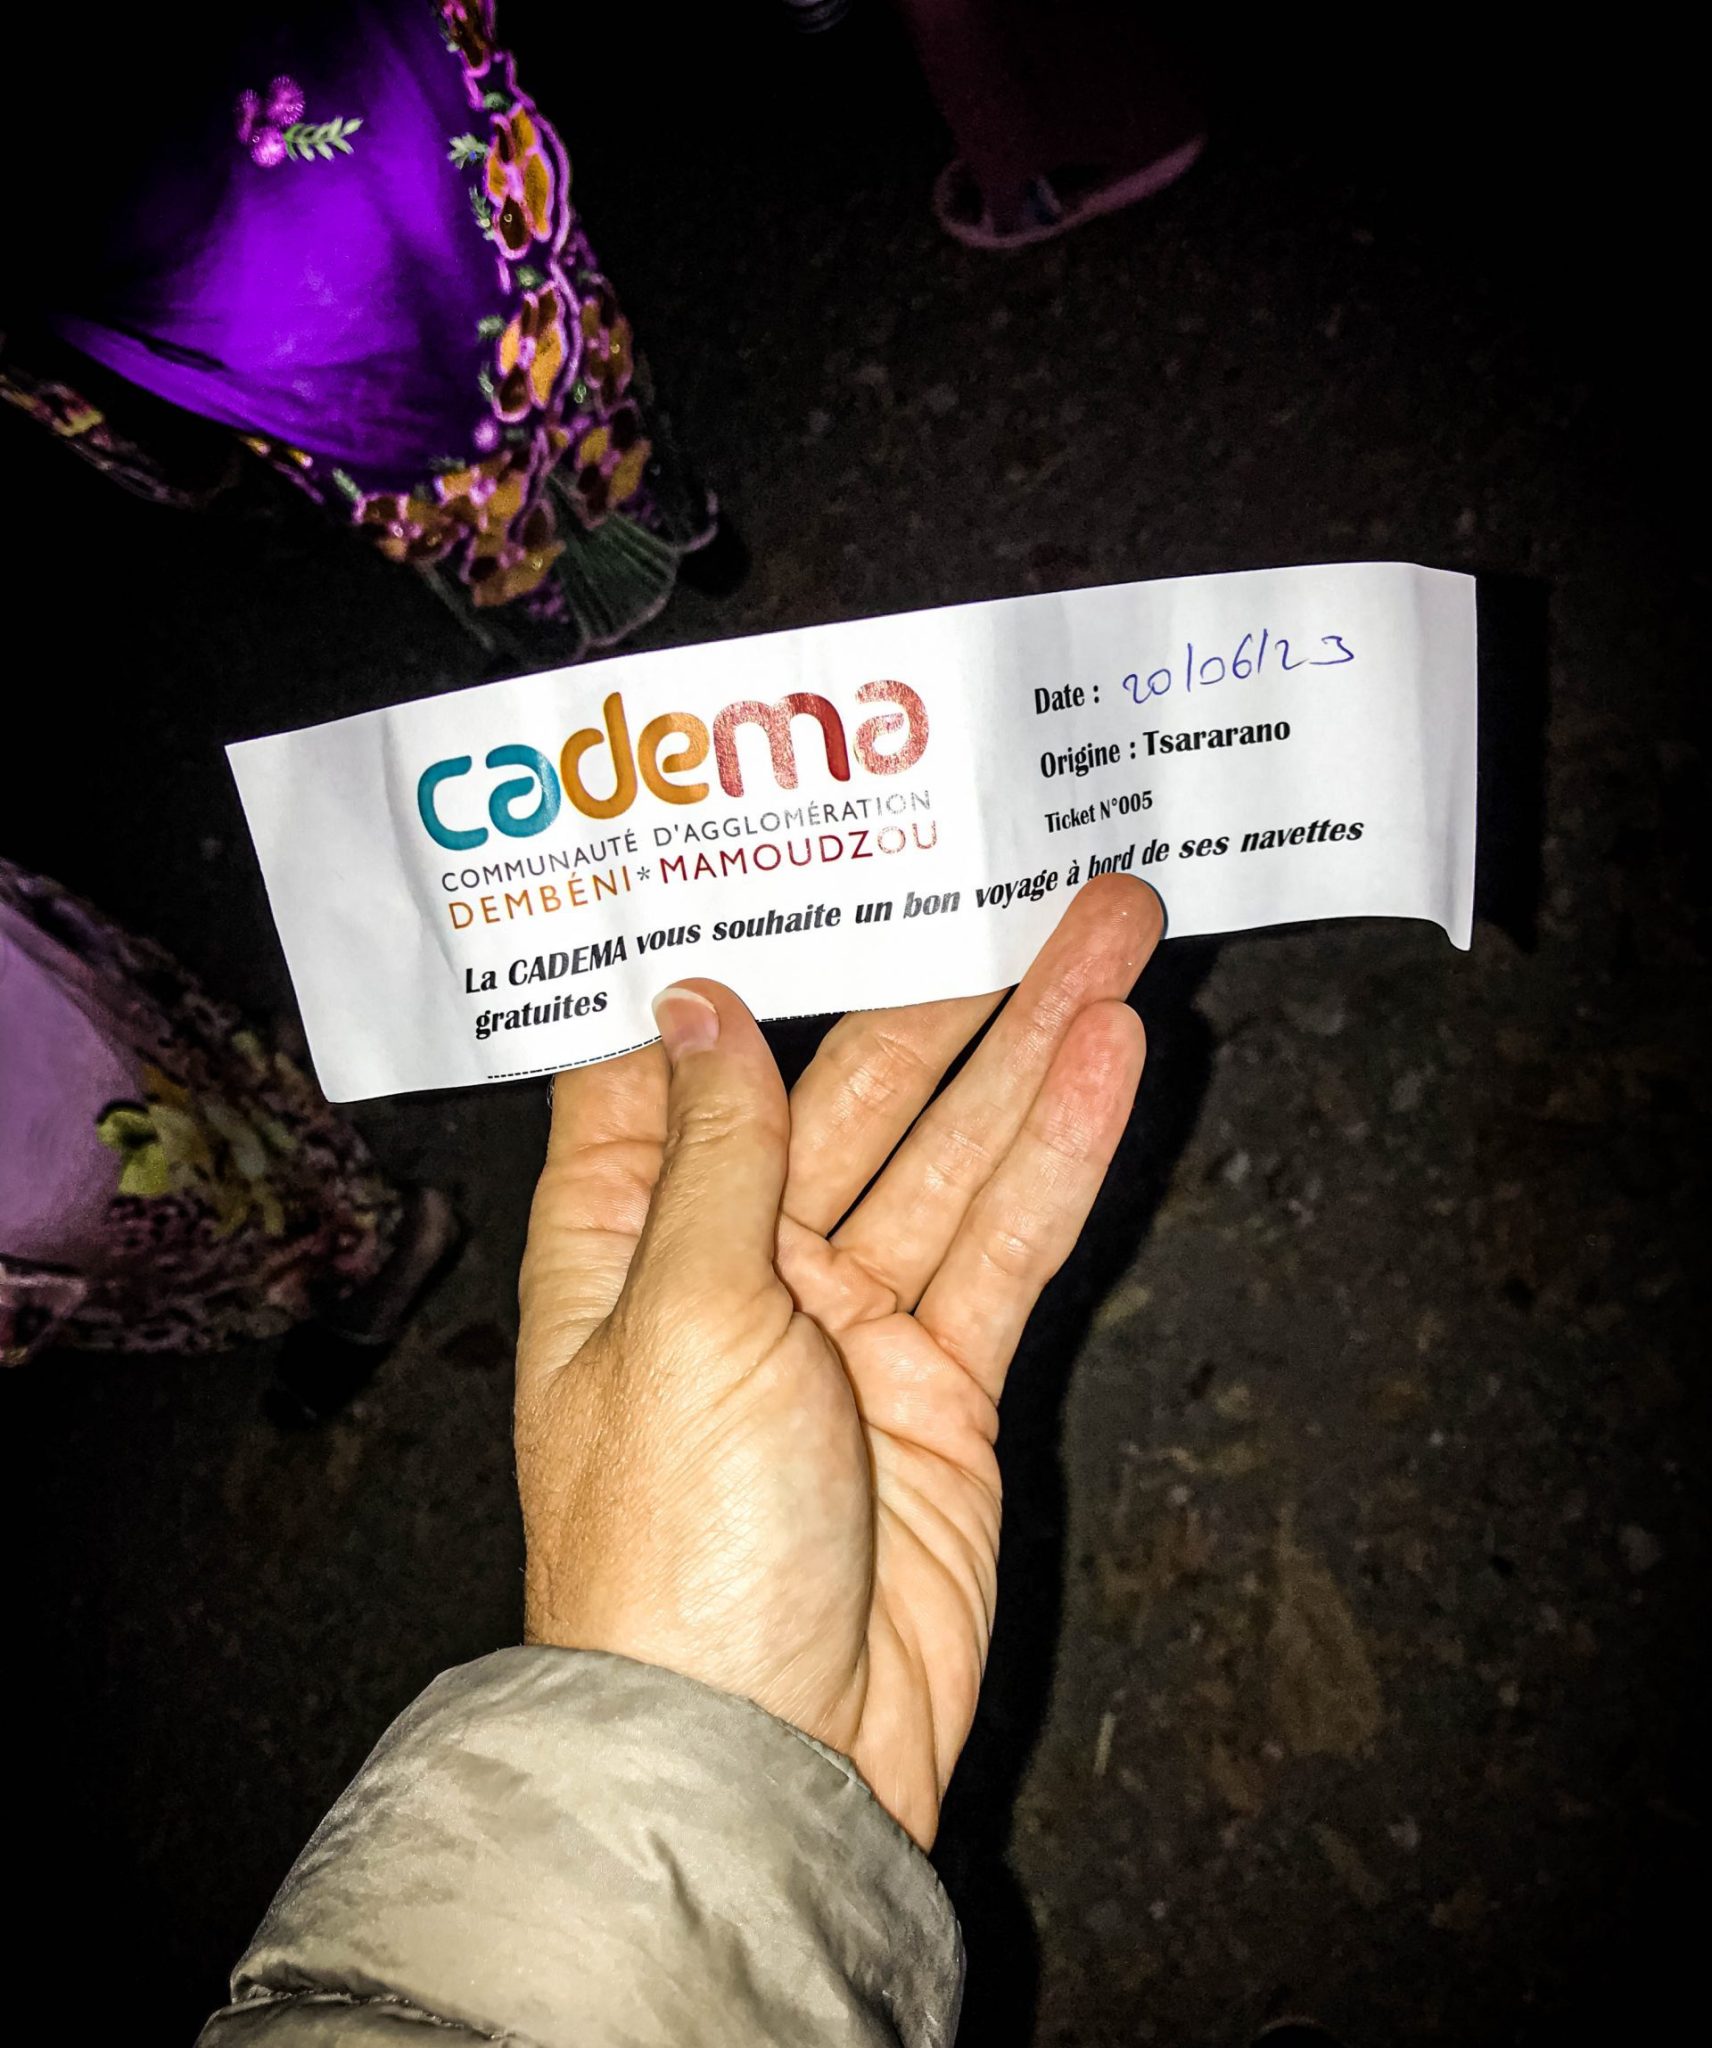 cadema
COMMUNAUTÉ D'AGGLOMÉRATION
DEMBÉNI*MAMOUDZOU
Date : 20/06/23
Origine : Tsararano
Ticket N°005
La CADEMA vous souhaite un bon voyage à bord de ses navettes
gratuites